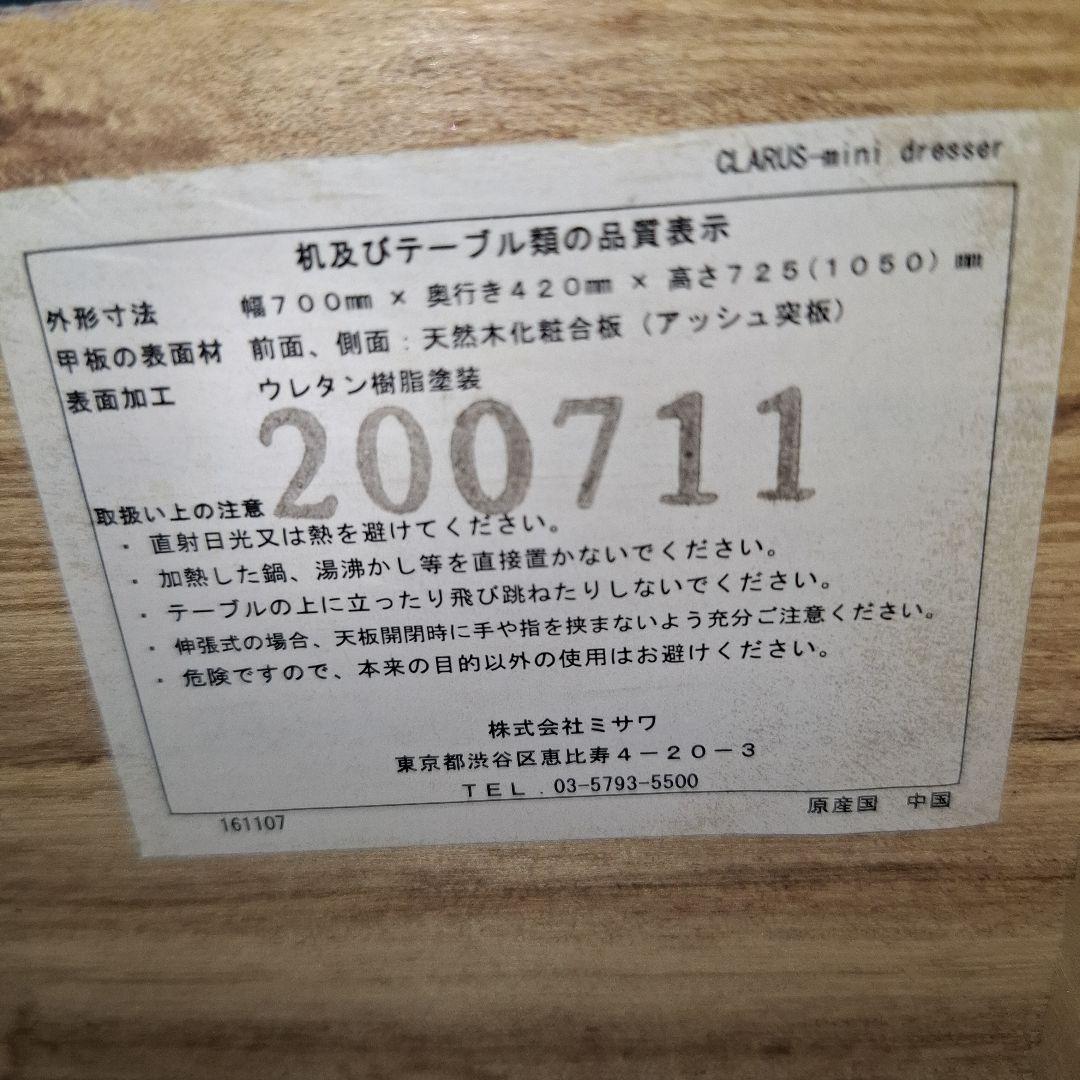 CLARUS-mini dresser
机及びテーブル類の品質表示
外形寸法 幅700㎜ × 奥行き420㎜ × 高さ725(1050)㎜
甲板の表面材 前面、側面:天然木化粧合板(アッシュ突板)
表面加工 ウレタン樹脂塗装
200711
取扱い上の注意
・直射日光又は熱を避けてください。
・加熱した鍋、湯沸かし等を直接置かないでください。
・テーブルの上に立ったり飛び跳ねたりしないでください。
・伸張式の場合、天板開閉時に手や指を挟まないよう充分ご注意ください。
・危険ですので、本来の目的以外の使用はお避けください。
株式会社ミサワ
東京都渋谷区恵比寿4-20-3
TEL.03-5793-5500
161107 原産国 中国